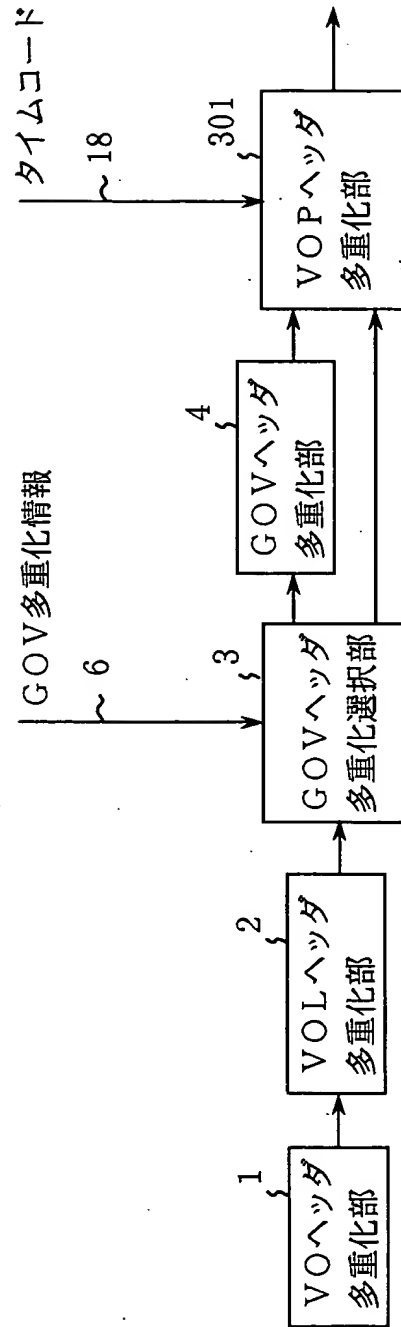 1
VOヘッダ
多重化部
2
VOLヘッダ
多重化部
GOV多重化情報
6
3
GOVヘッダ
多重化選択部
4
GOVヘッダ
多重化部
タイムコード
18
301
VOPヘッダ
多重化部